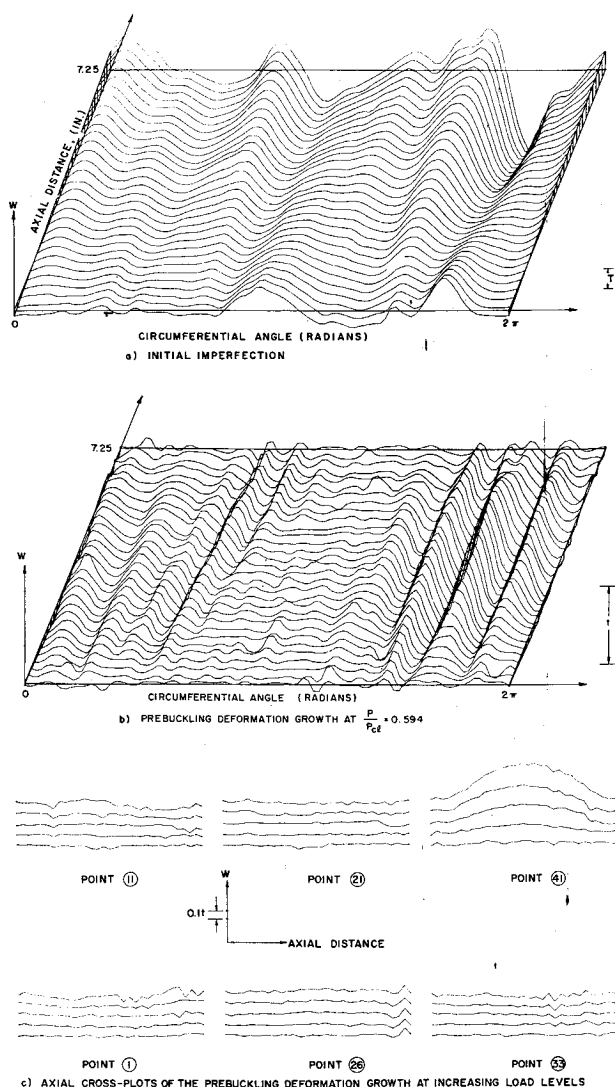 7.25
AXIAL DISTANCE, (IN.)
W
T
0
2π
CIRCUMFERENTIAL ANGLE (RADIANS)
a) INITIAL IMPERFECTION
7.25
W
t
0
2π
CIRCUMFERENTIAL ANGLE (RADIANS)
b) PREBUCKLING DEFORMATION GROWTH AT P/Pcℓ = 0.594
POINT 11
POINT 21
POINT 41
W
0.1t
AXIAL DISTANCE
POINT 1
POINT 26
POINT 33
c) AXIAL CROSS-PLOTS OF THE PREBUCKLING DEFORMATION GROWTH AT INCREASING LOAD LEVELS